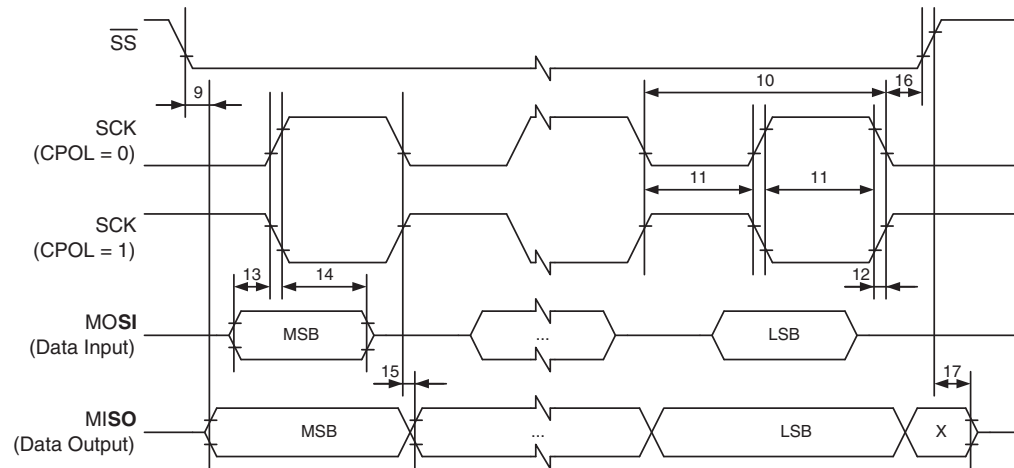 SS
10
16
9
SCK
(CPOL = 0)
11
11
SCK
(CPOL = 1)
13
14
12
MOSI
(Data Input)
MSB
...
LSB
15
17
MISO
(Data Output)
MSB
...
LSB
X